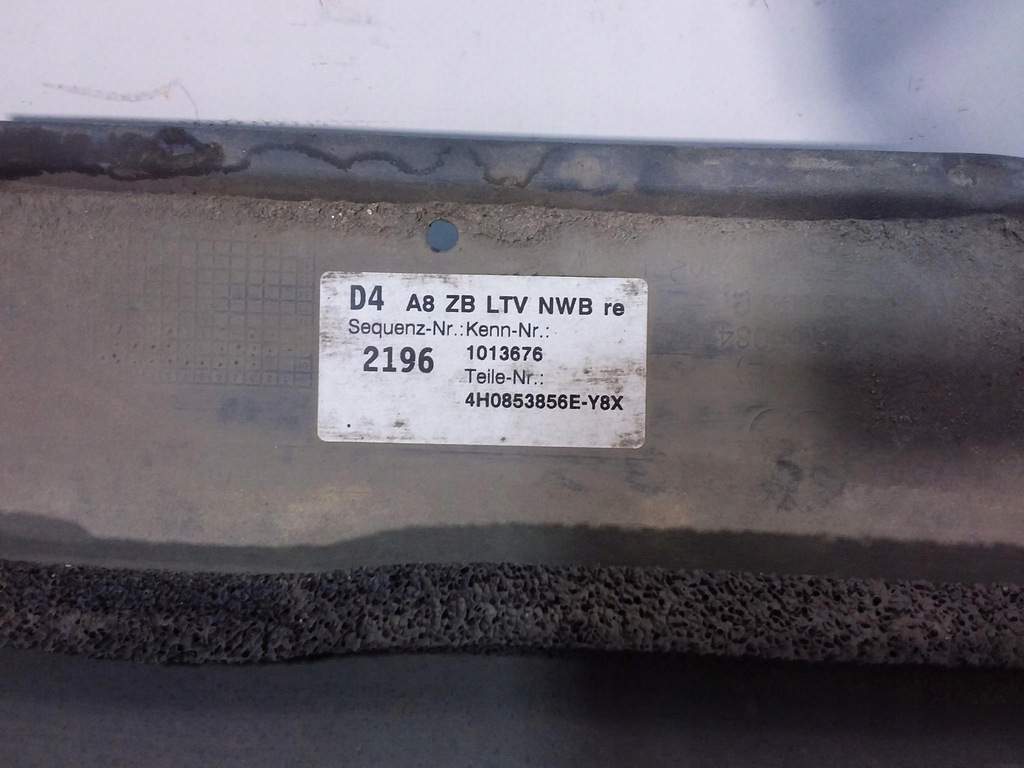 D4 A8 ZB LTV NWB re
Sequenz-Nr.: Kenn-Nr.:
2196 1013676
Teile-Nr.:
4H0853856E-Y8X